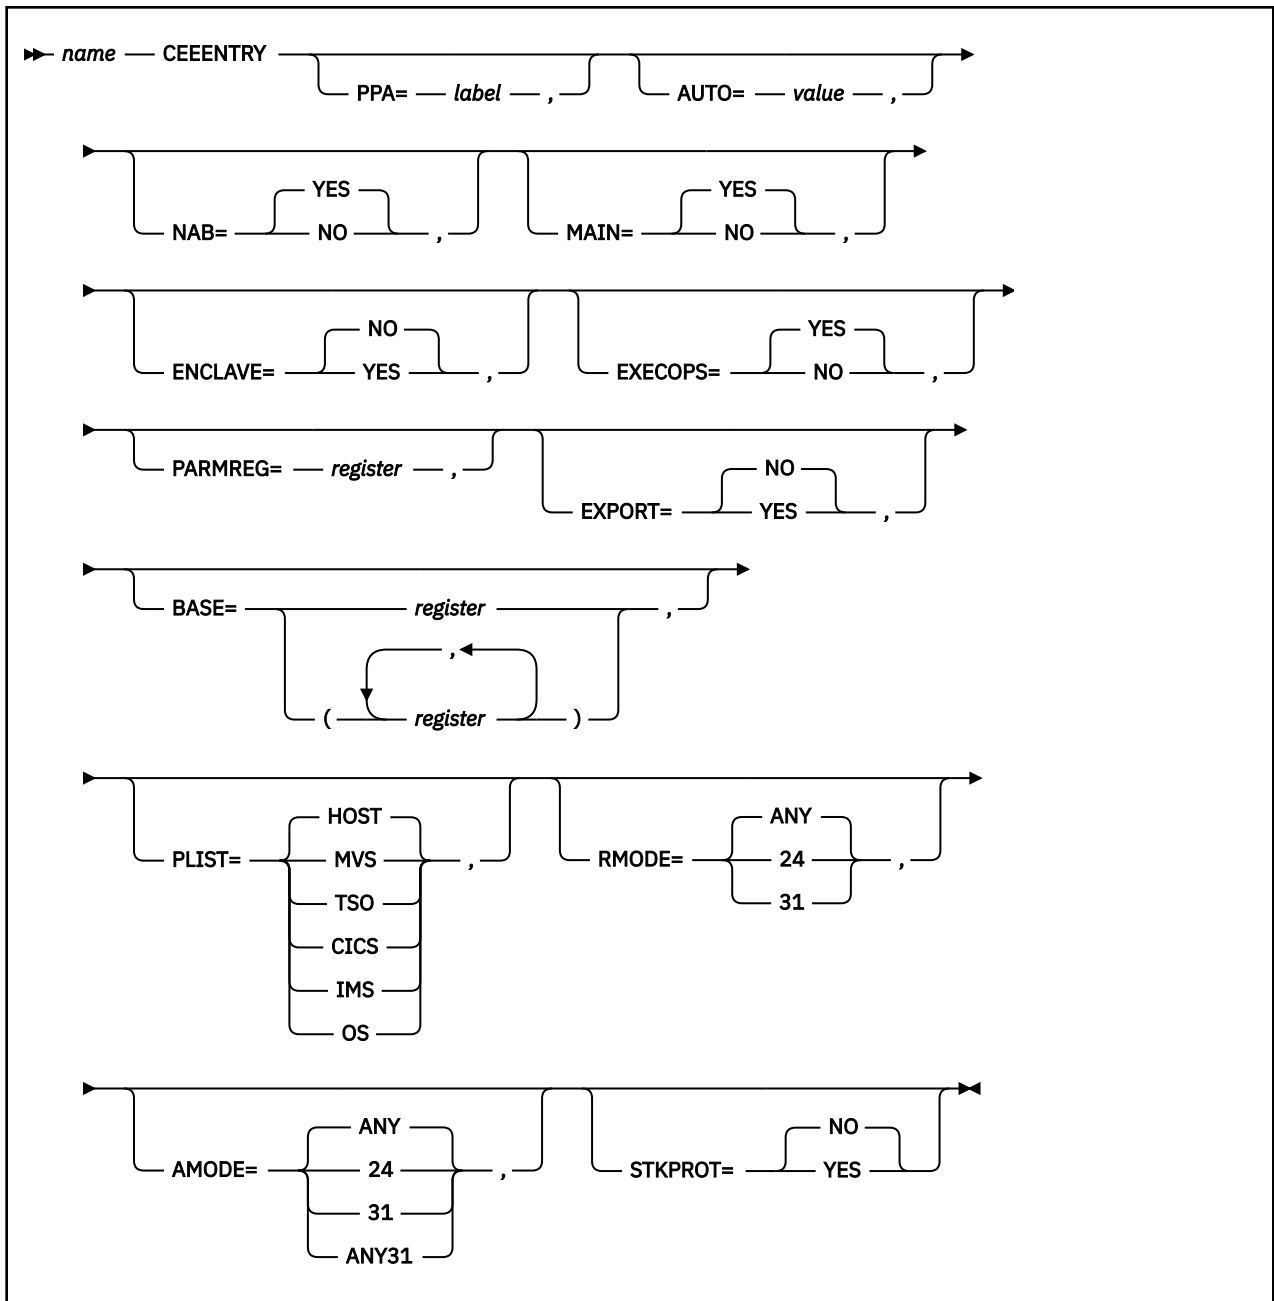 name CEEENTRY
PPA= label , AUTO= value ,
YES YES
NAB= NO , MAIN= NO ,
NO YES
ENCLAVE= YES , EXECOPS= NO ,
PARMREG= register , NO
EXPORT= YES ,
BASE= register ,
,
( register )
HOST ANY
PLIST= MVS , RMODE= 24 ,
TSO 31
CICS
IMS
OS
ANY NO
AMODE= 24 , STKPROT= YES
31
ANY31